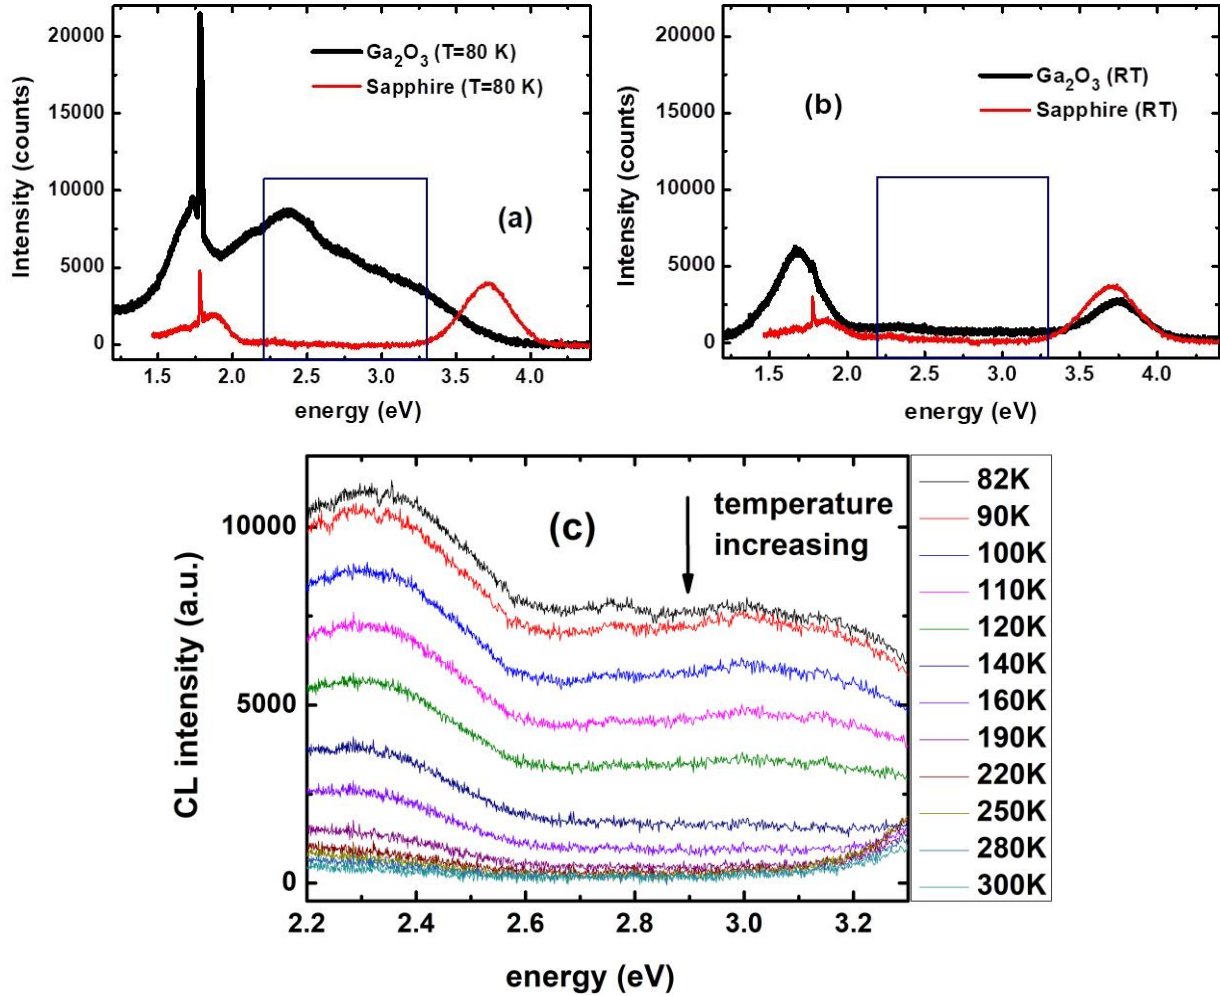 20000
15000
10000
5000
0
Intensity (counts)
Ga₂O₃ (T=80 K)
Sapphire (T=80 K)
(a)
1.5 2.0 2.5 3.0 3.5 4.0
energy (eV)
20000
15000
10000
5000
0
Intensity (counts)
Ga₂O₃ (RT)
Sapphire (RT)
(b)
1.5 2.0 2.5 3.0 3.5 4.0
energy (eV)
10000
5000
0
CL intensity (a.u.)
(c)
temperature
increasing
2.2 2.4 2.6 2.8 3.0 3.2
energy (eV)
82K
90K
100K
110K
120K
140K
160K
190K
220K
250K
280K
300K